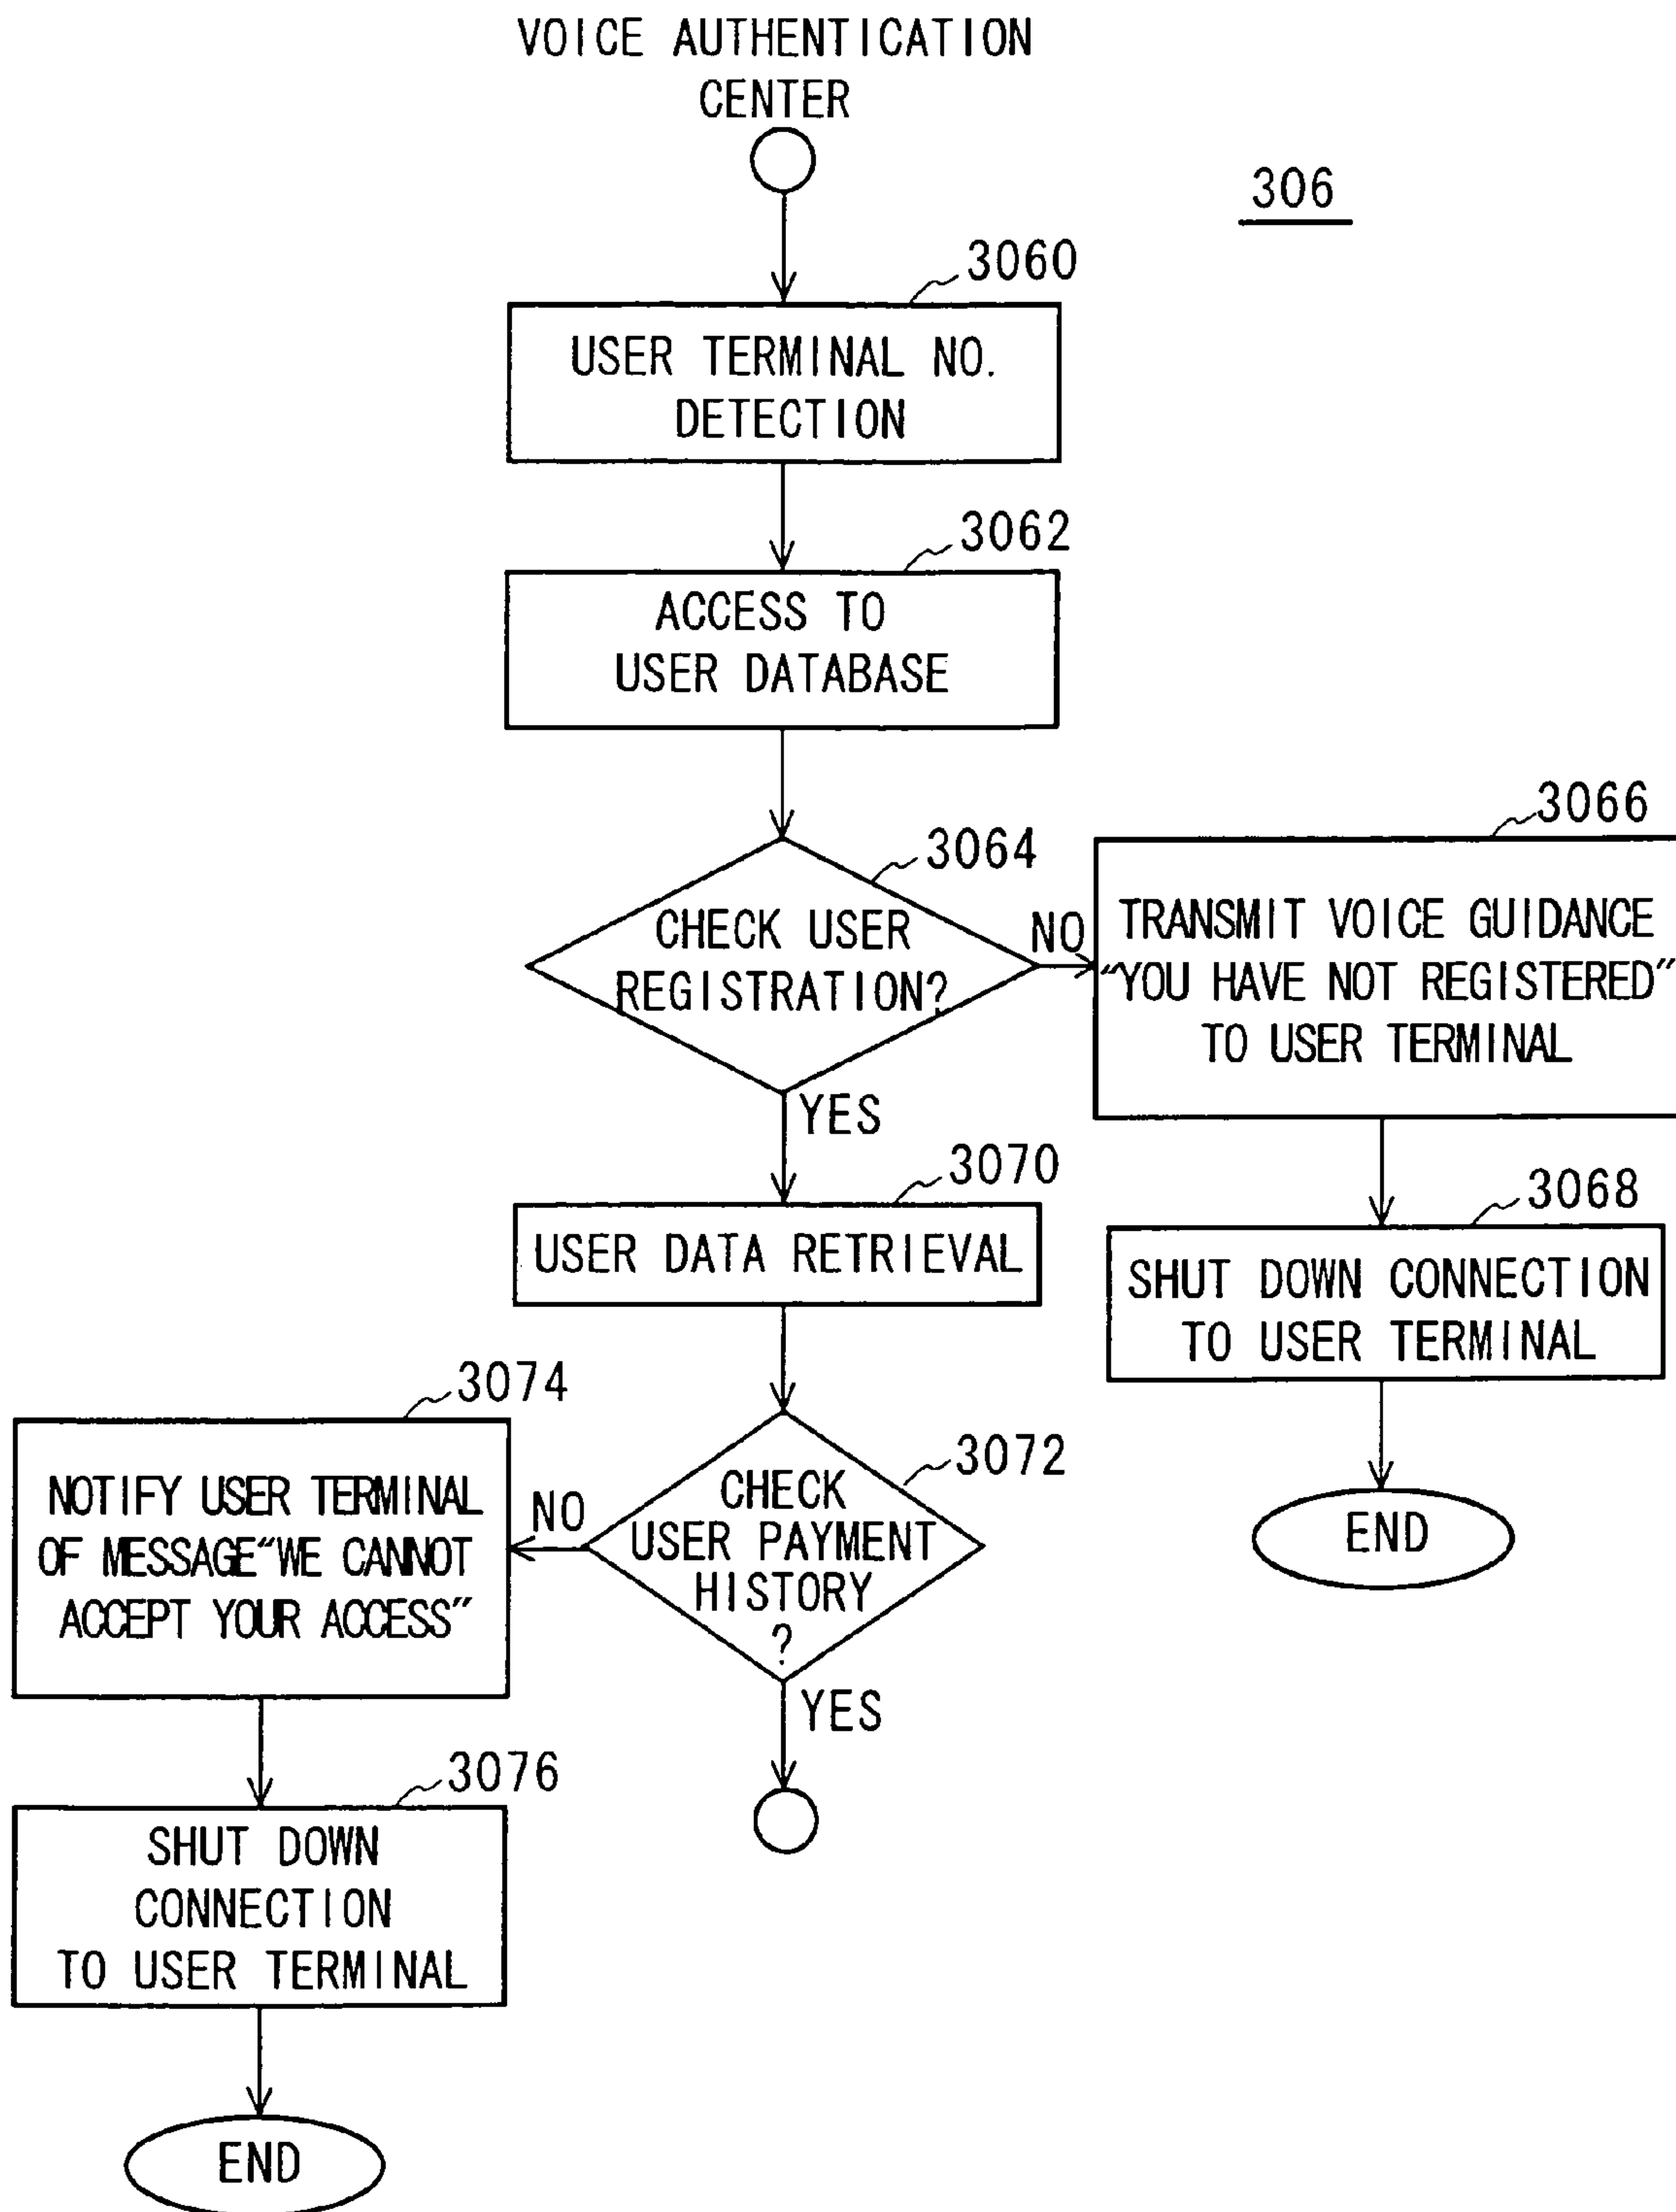 VOICE AUTHENTICATION
CENTER
306
3060
USER TERMINAL NO.
DETECTION
3062
ACCESS TO
USER DATABASE
3064
CHECK USER
REGISTRATION?
NO
YES
3066
TRANSMIT VOICE GUIDANCE
"YOU HAVE NOT REGISTERED"
TO USER TERMINAL
3068
SHUT DOWN CONNECTION
TO USER TERMINAL
END
3070
USER DATA RETRIEVAL
3072
CHECK
USER PAYMENT
HISTORY
?
NO
YES
3074
NOTIFY USER TERMINAL
OF MESSAGE"WE CANNOT
ACCEPT YOUR ACCESS"
3076
SHUT DOWN
CONNECTION
TO USER TERMINAL
END